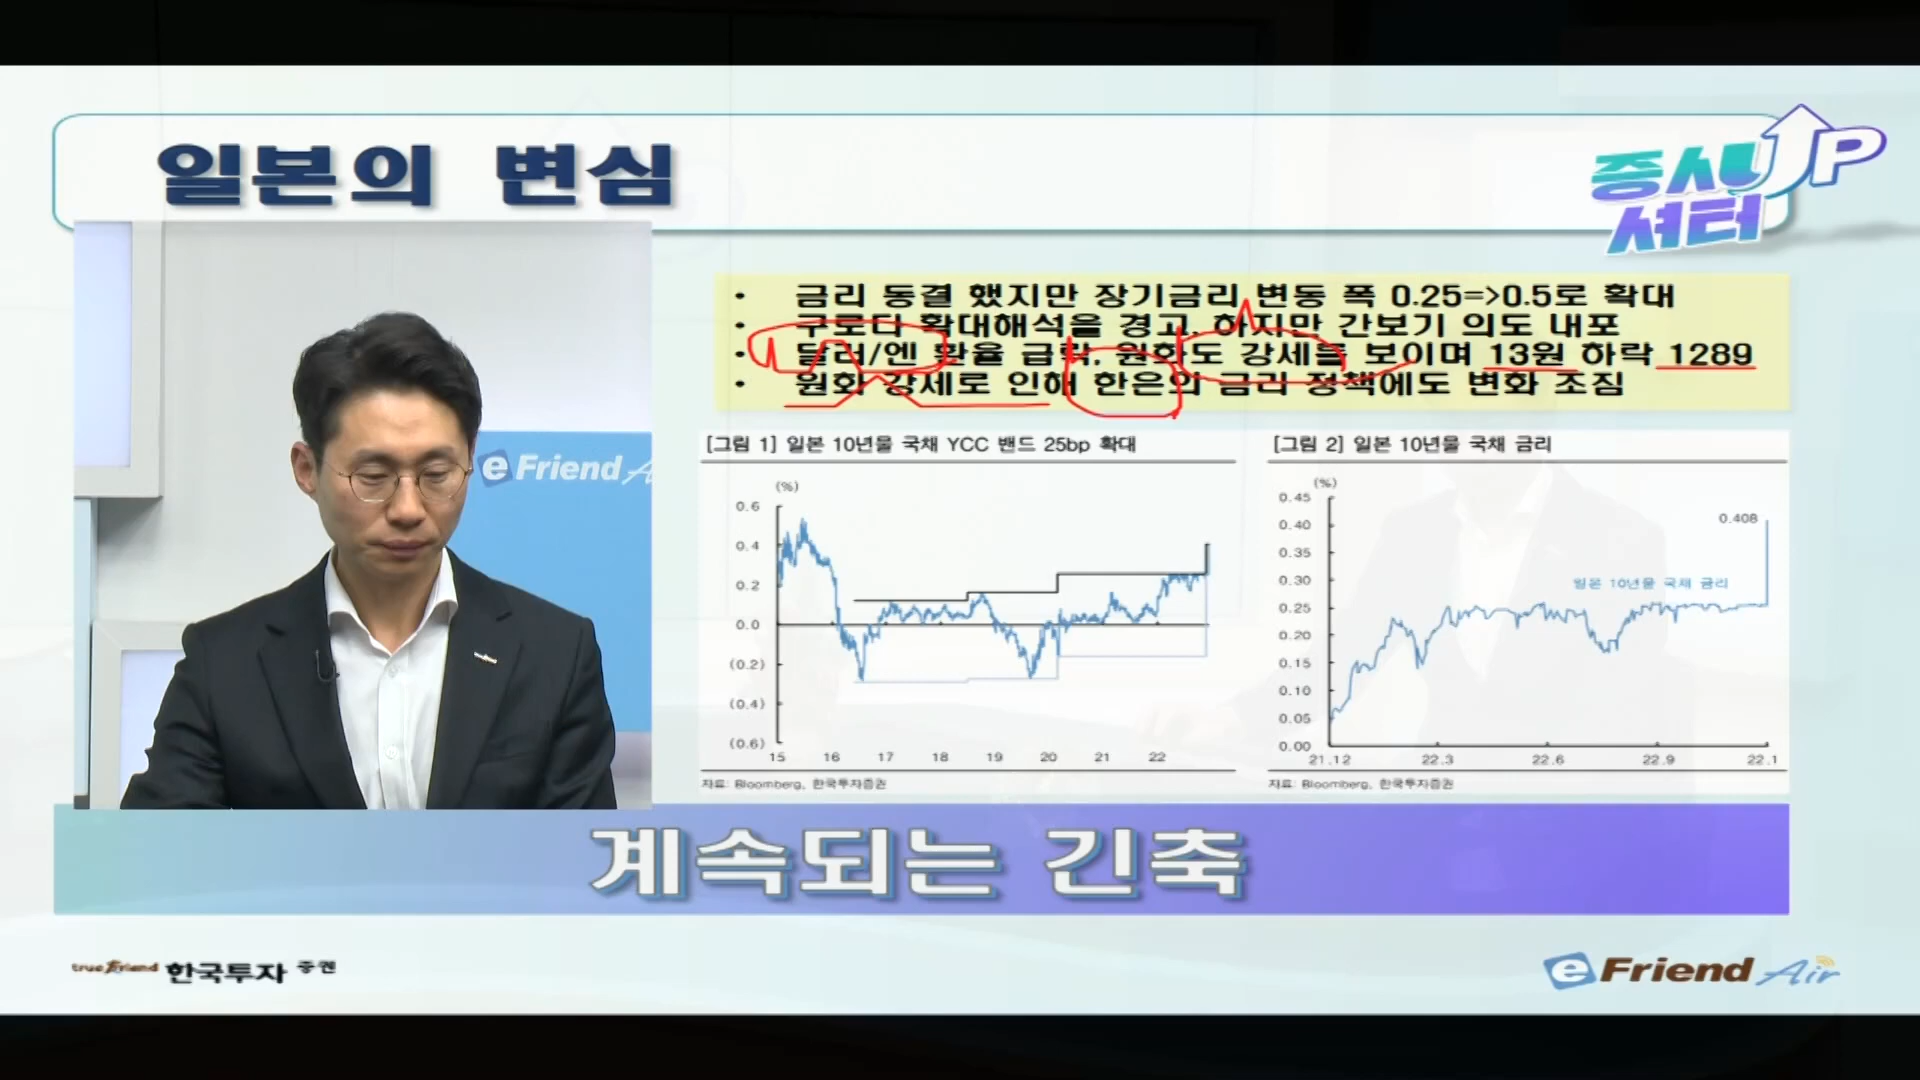 일본의 변심
증시UP
셔터
• 금리 동결 했지만 장기금리 변동 폭 0.25=>0.5로 확대
• 구로다 확대해석을 경고. 하지만 간보기 의도 내포
• 달러/엔 환율 급락. 원화도 강세를 보이며 13원 하락 1289
• 원화 강세로 인해 한은의 금리 정책에도 변화 조짐
e Friend
[그림 1] 일본 10년물 국채 YCC 밴드 25bp 확대
(%)
0.6
0.4
0.2
0.0
(0.2)
(0.4)
(0.6)
15 16 17 18 19 20 21 22
자료: Bloomberg, 한국투자증권
[그림 2] 일본 10년물 국채 금리
(%)
0.45
0.40
0.35
0.30
0.25
0.20
0.15
0.10
0.05
0.00
0.408
일본 10년물 국채 금리
21.12 22.3 22.6 22.9 22.1
자료: Bloomberg, 한국투자증권
계속되는 긴축
true Friend 한국투자 증권
e Friend Air